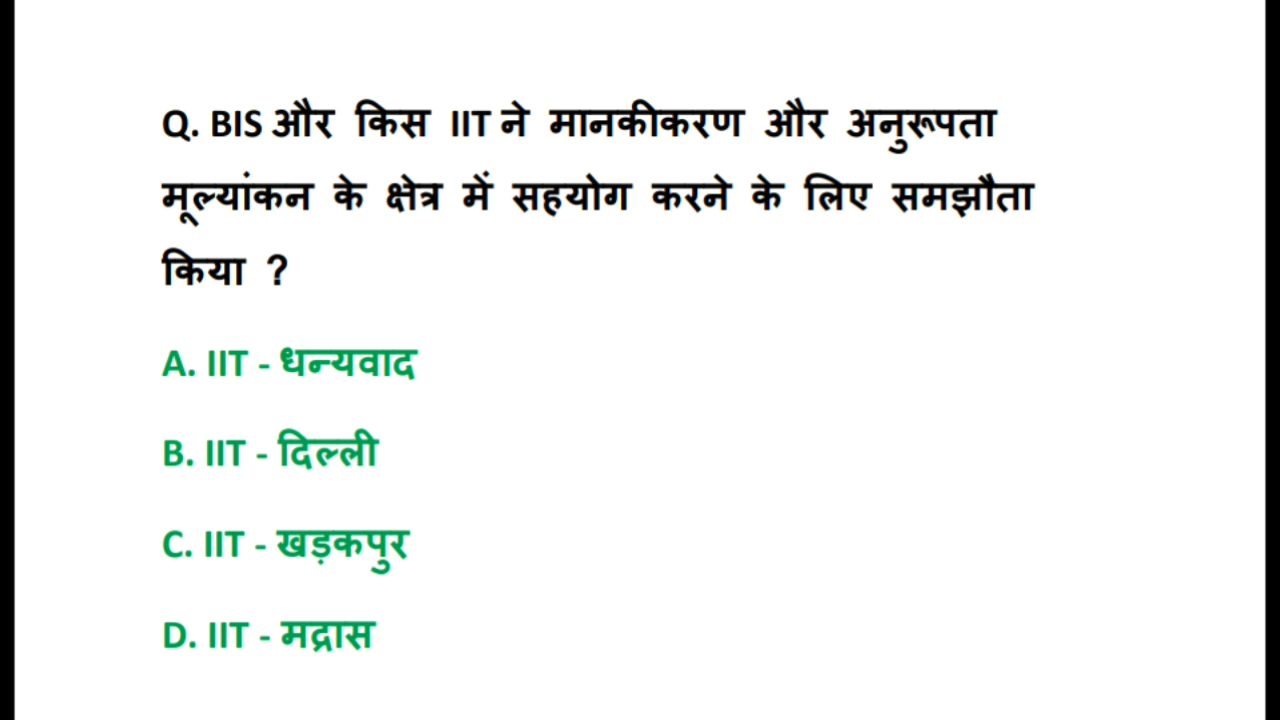 Q. BIS और किस IIT ने मानकीकरण और अनुरूपता
मूल्यांकन के क्षेत्र में सहयोग करने के लिए समझौता
किया ?
A. IIT - धन्यवाद
B. IIT - दिल्ली
C. IIT - खड़कपुर
D. IIT - मद्रास